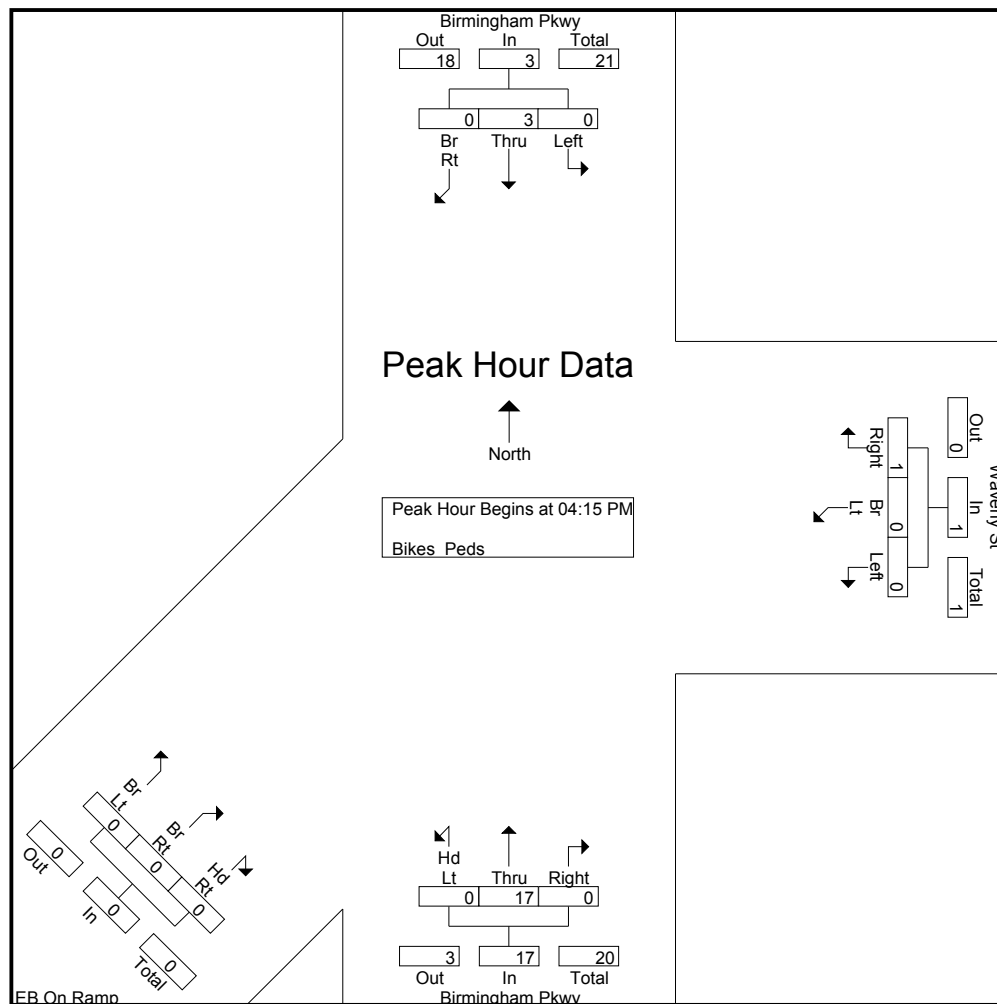 Birmingham Pkwy
Out In Total
18 3 21
0 3 0
Br Thru Left
Rt
Peak Hour Data
North
Peak Hour Begins at 04:15 PM
Bikes Peds
Out In Total
0 1 1
Waverly St
1 0 0
Right Br Left
Lt
Br Br Hd
Lt Rt Rt
0 0 0
0 0 0
Out In Total
EB On Ramp
Hd
Lt Thru Right
0 17 0
3 17 20
Out In Total
Birmingham Pkwy